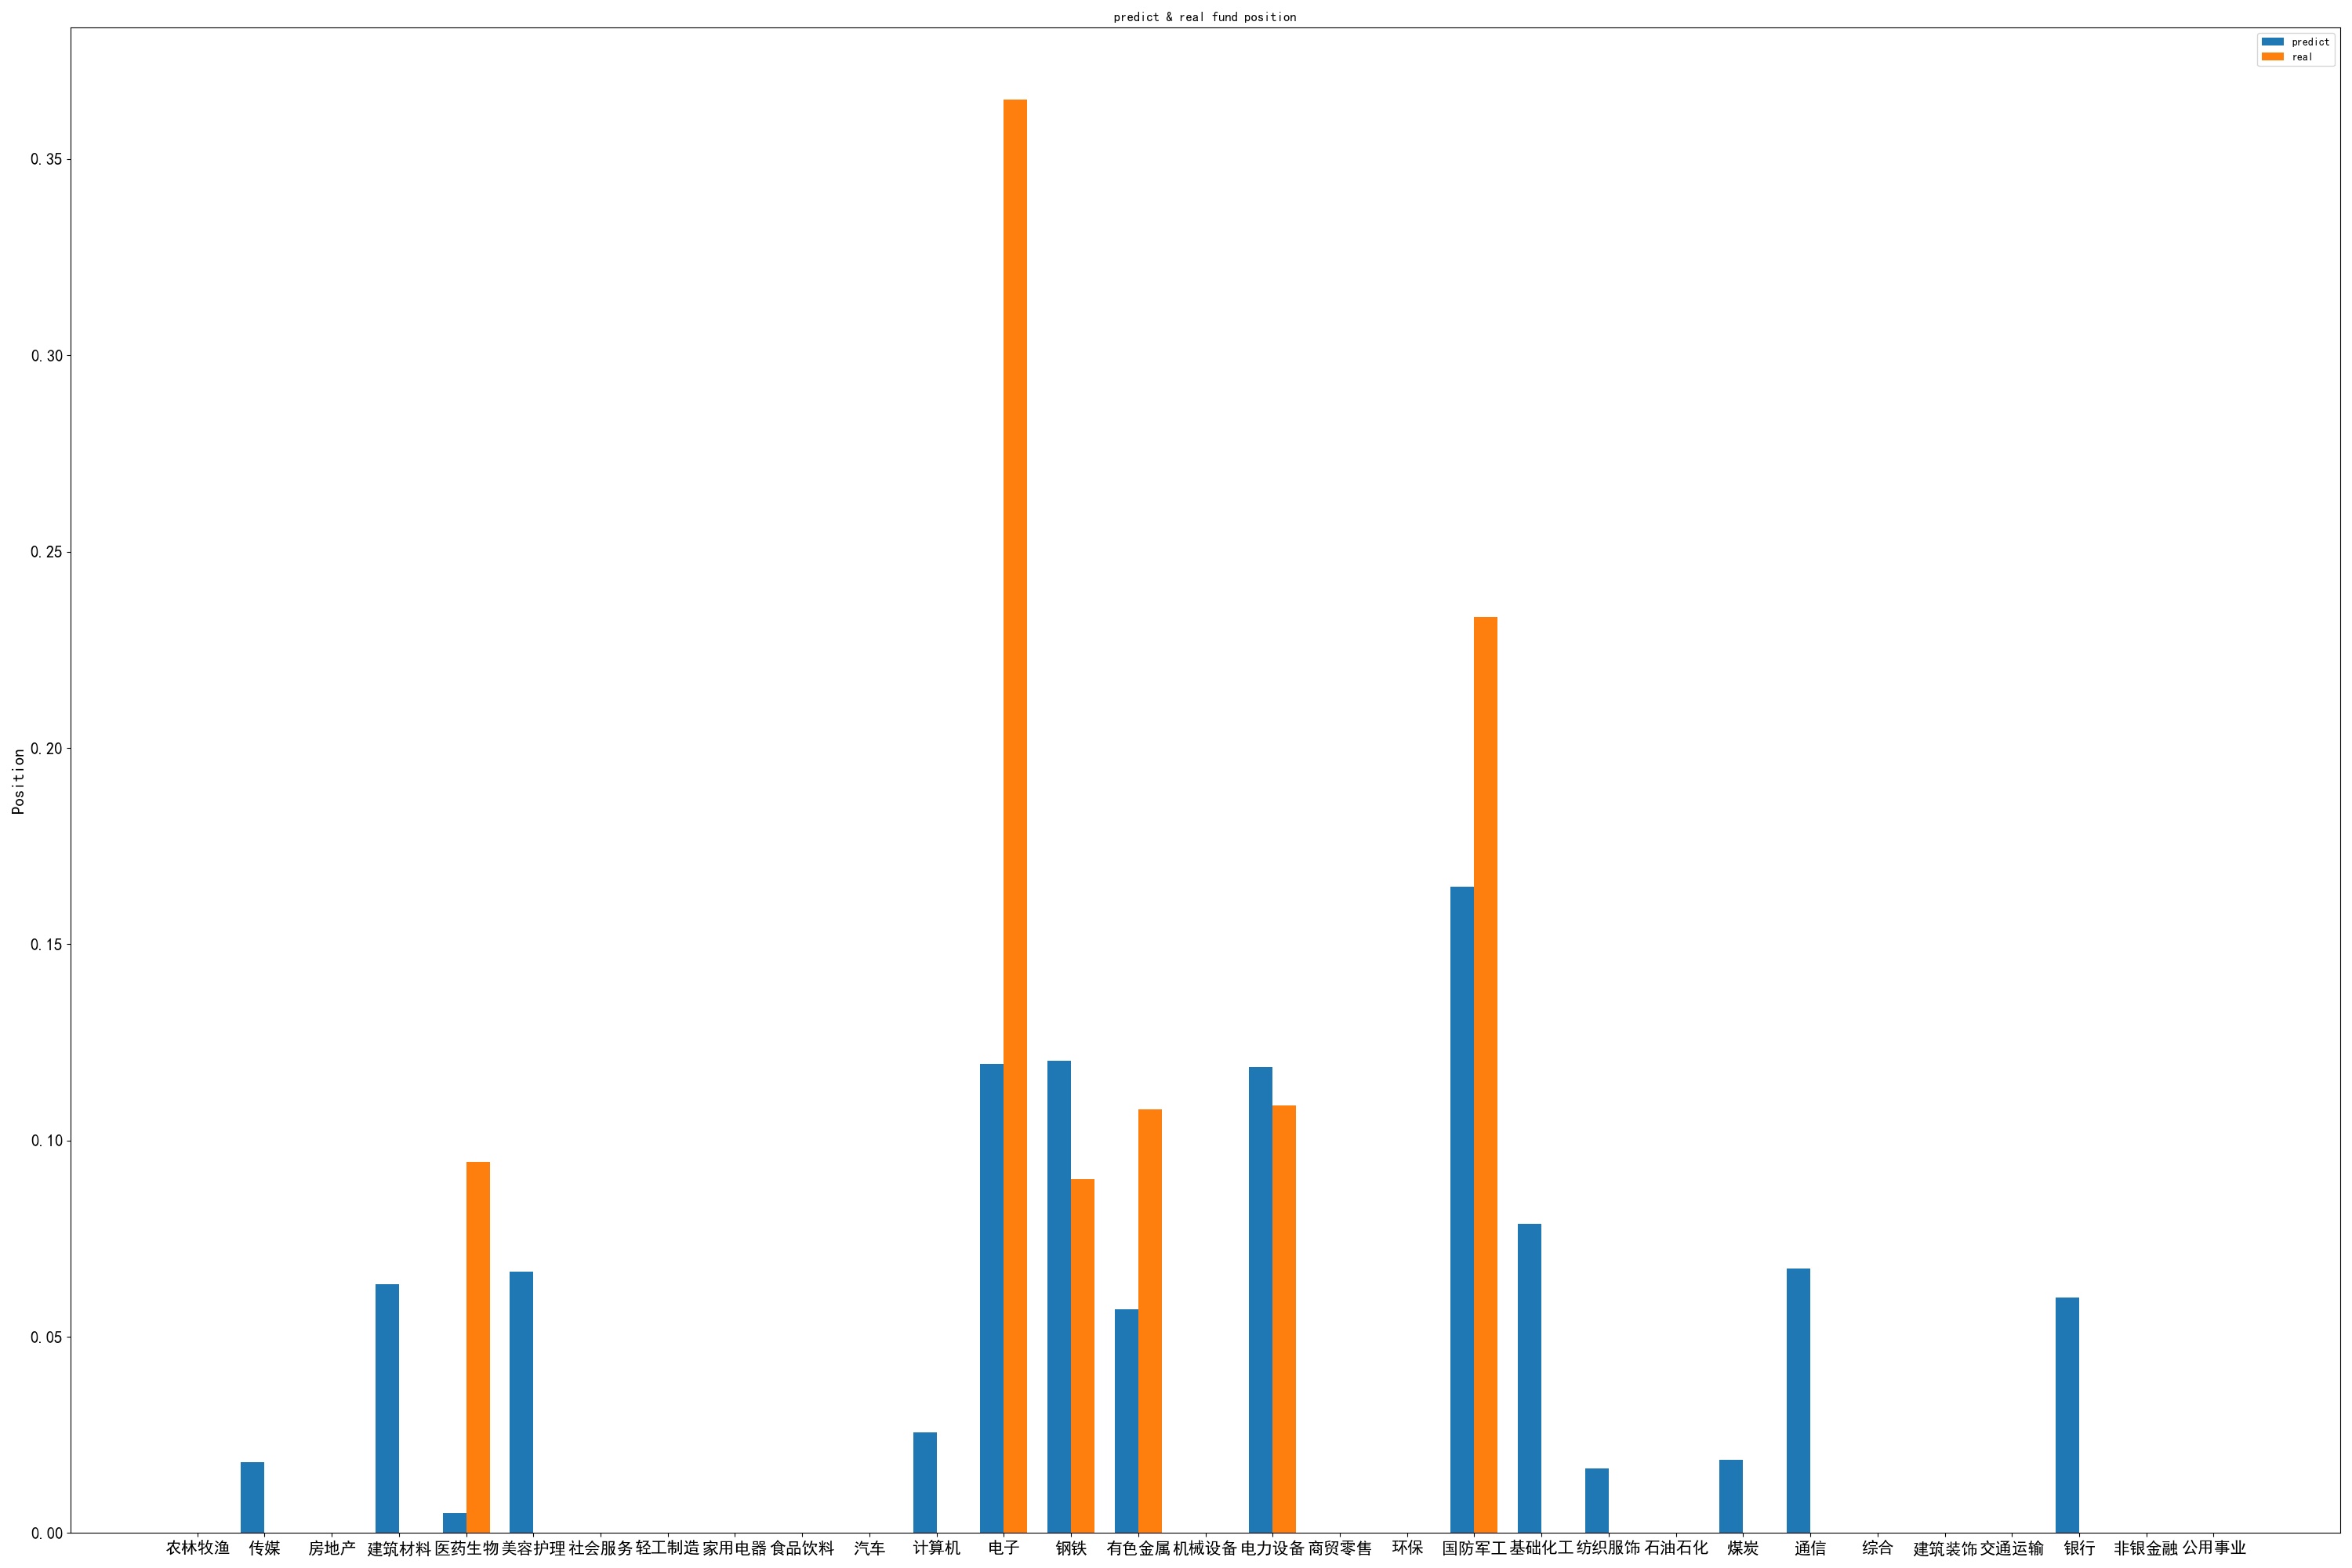 predict & real fund position
predict
real
0.35
0.30
0.25
0.20
0.15
0.10
0.05
0.00
Position
农林牧渔 传媒 房地产 建筑材料 医药生物 美容护理 社会服务 轻工制造 家用电器 食品饮料 汽车 计算机 电子 钢铁 有色金属 机械设备 电力设备 商贸零售 环保 国防军工 基础化工 纺织服饰 石油石化 煤炭 通信 综合 建筑装饰 交通运输 银行 非银金融 公用事业